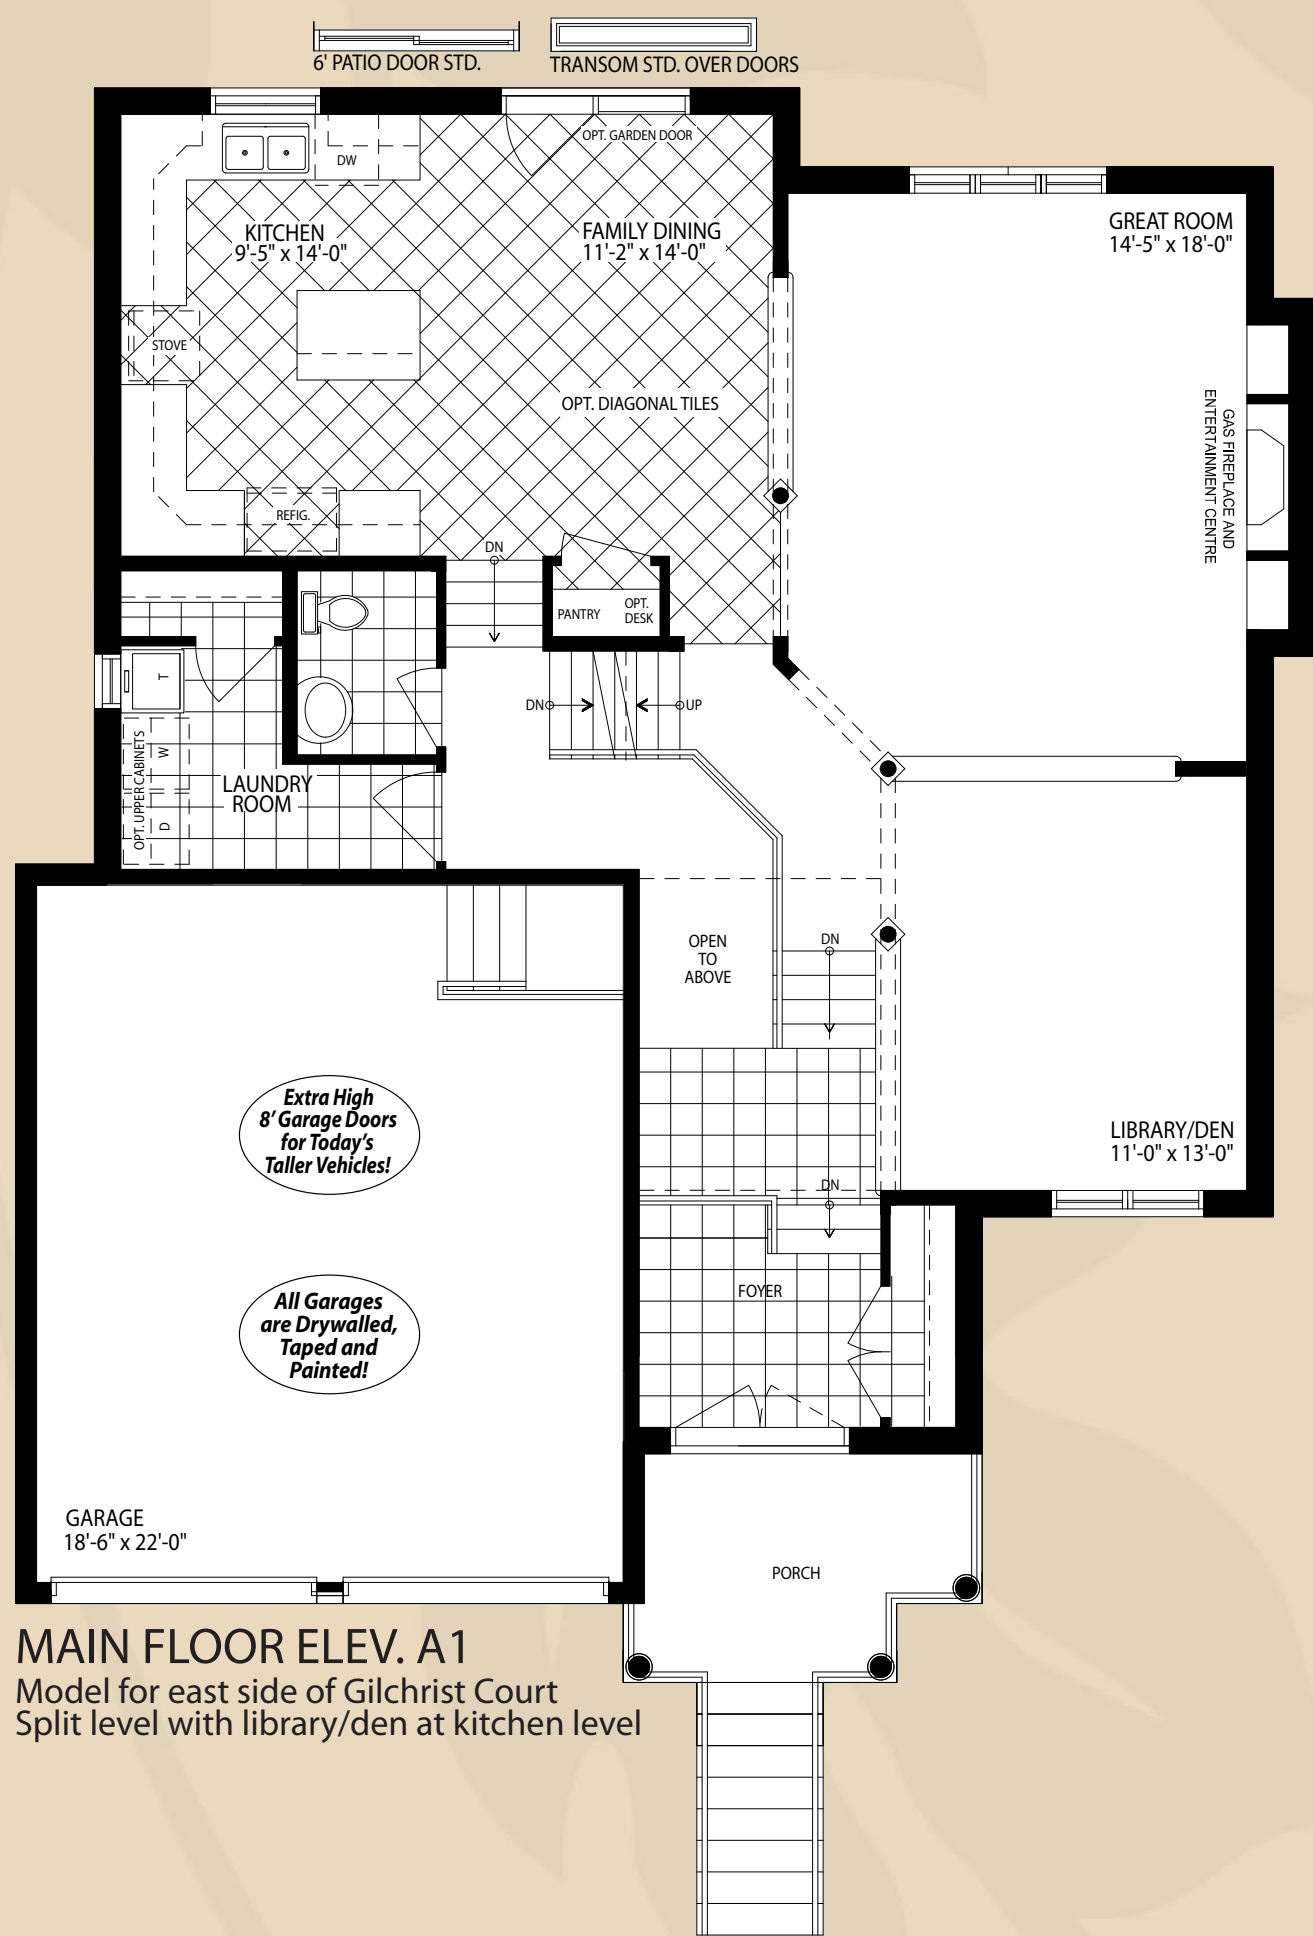 6' PATIO DOOR STD.
TRANSOM STD. OVER DOORS
OPT. GARDEN DOOR
DW
KITCHEN
9'-5" x 14'-0"
FAMILY DINING
11'-2" x 14'-0"
GREAT ROOM
14'-5" x 18'-0"
STOVE
OPT. DIAGONAL TILES
GAS FIREPLACE AND
ENTERTAINMENT CENTRE
REFIG.
DN
PANTRY
OPT.
DESK
T
DN
UP
OPT. UPPER CABINETS
W
D
LAUNDRY
ROOM
OPEN
TO
ABOVE
DN
Extra High
8' Garage Doors
for Today's
Taller Vehicles!
LIBRARY/DEN
11'-0" x 13'-0"
DN
FOYER
All Garages
are Drywalled,
Taped and
Painted!
GARAGE
18'-6" x 22'-0"
PORCH
MAIN FLOOR ELEV. A1
Model for east side of Gilchrist Court
Split level with library/den at kitchen level